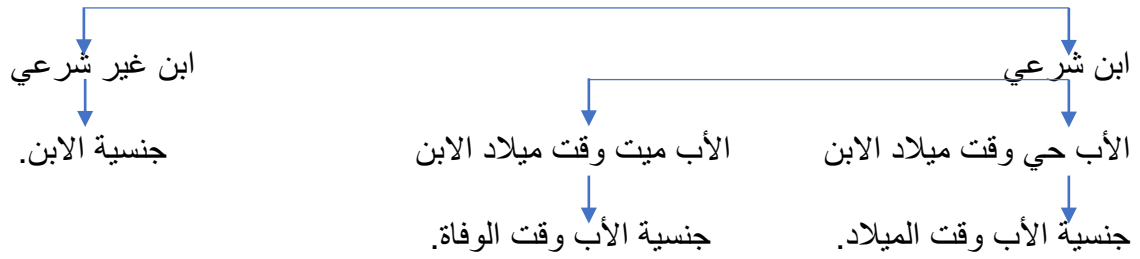 ابن شرعي ابن غير شرعي
الأب حي وقت ميلاد الابن الأب ميت وقت ميلاد الابن جنسية الابن.
جنسية الأب وقت الميلاد. جنسية الأب وقت الوفاة.